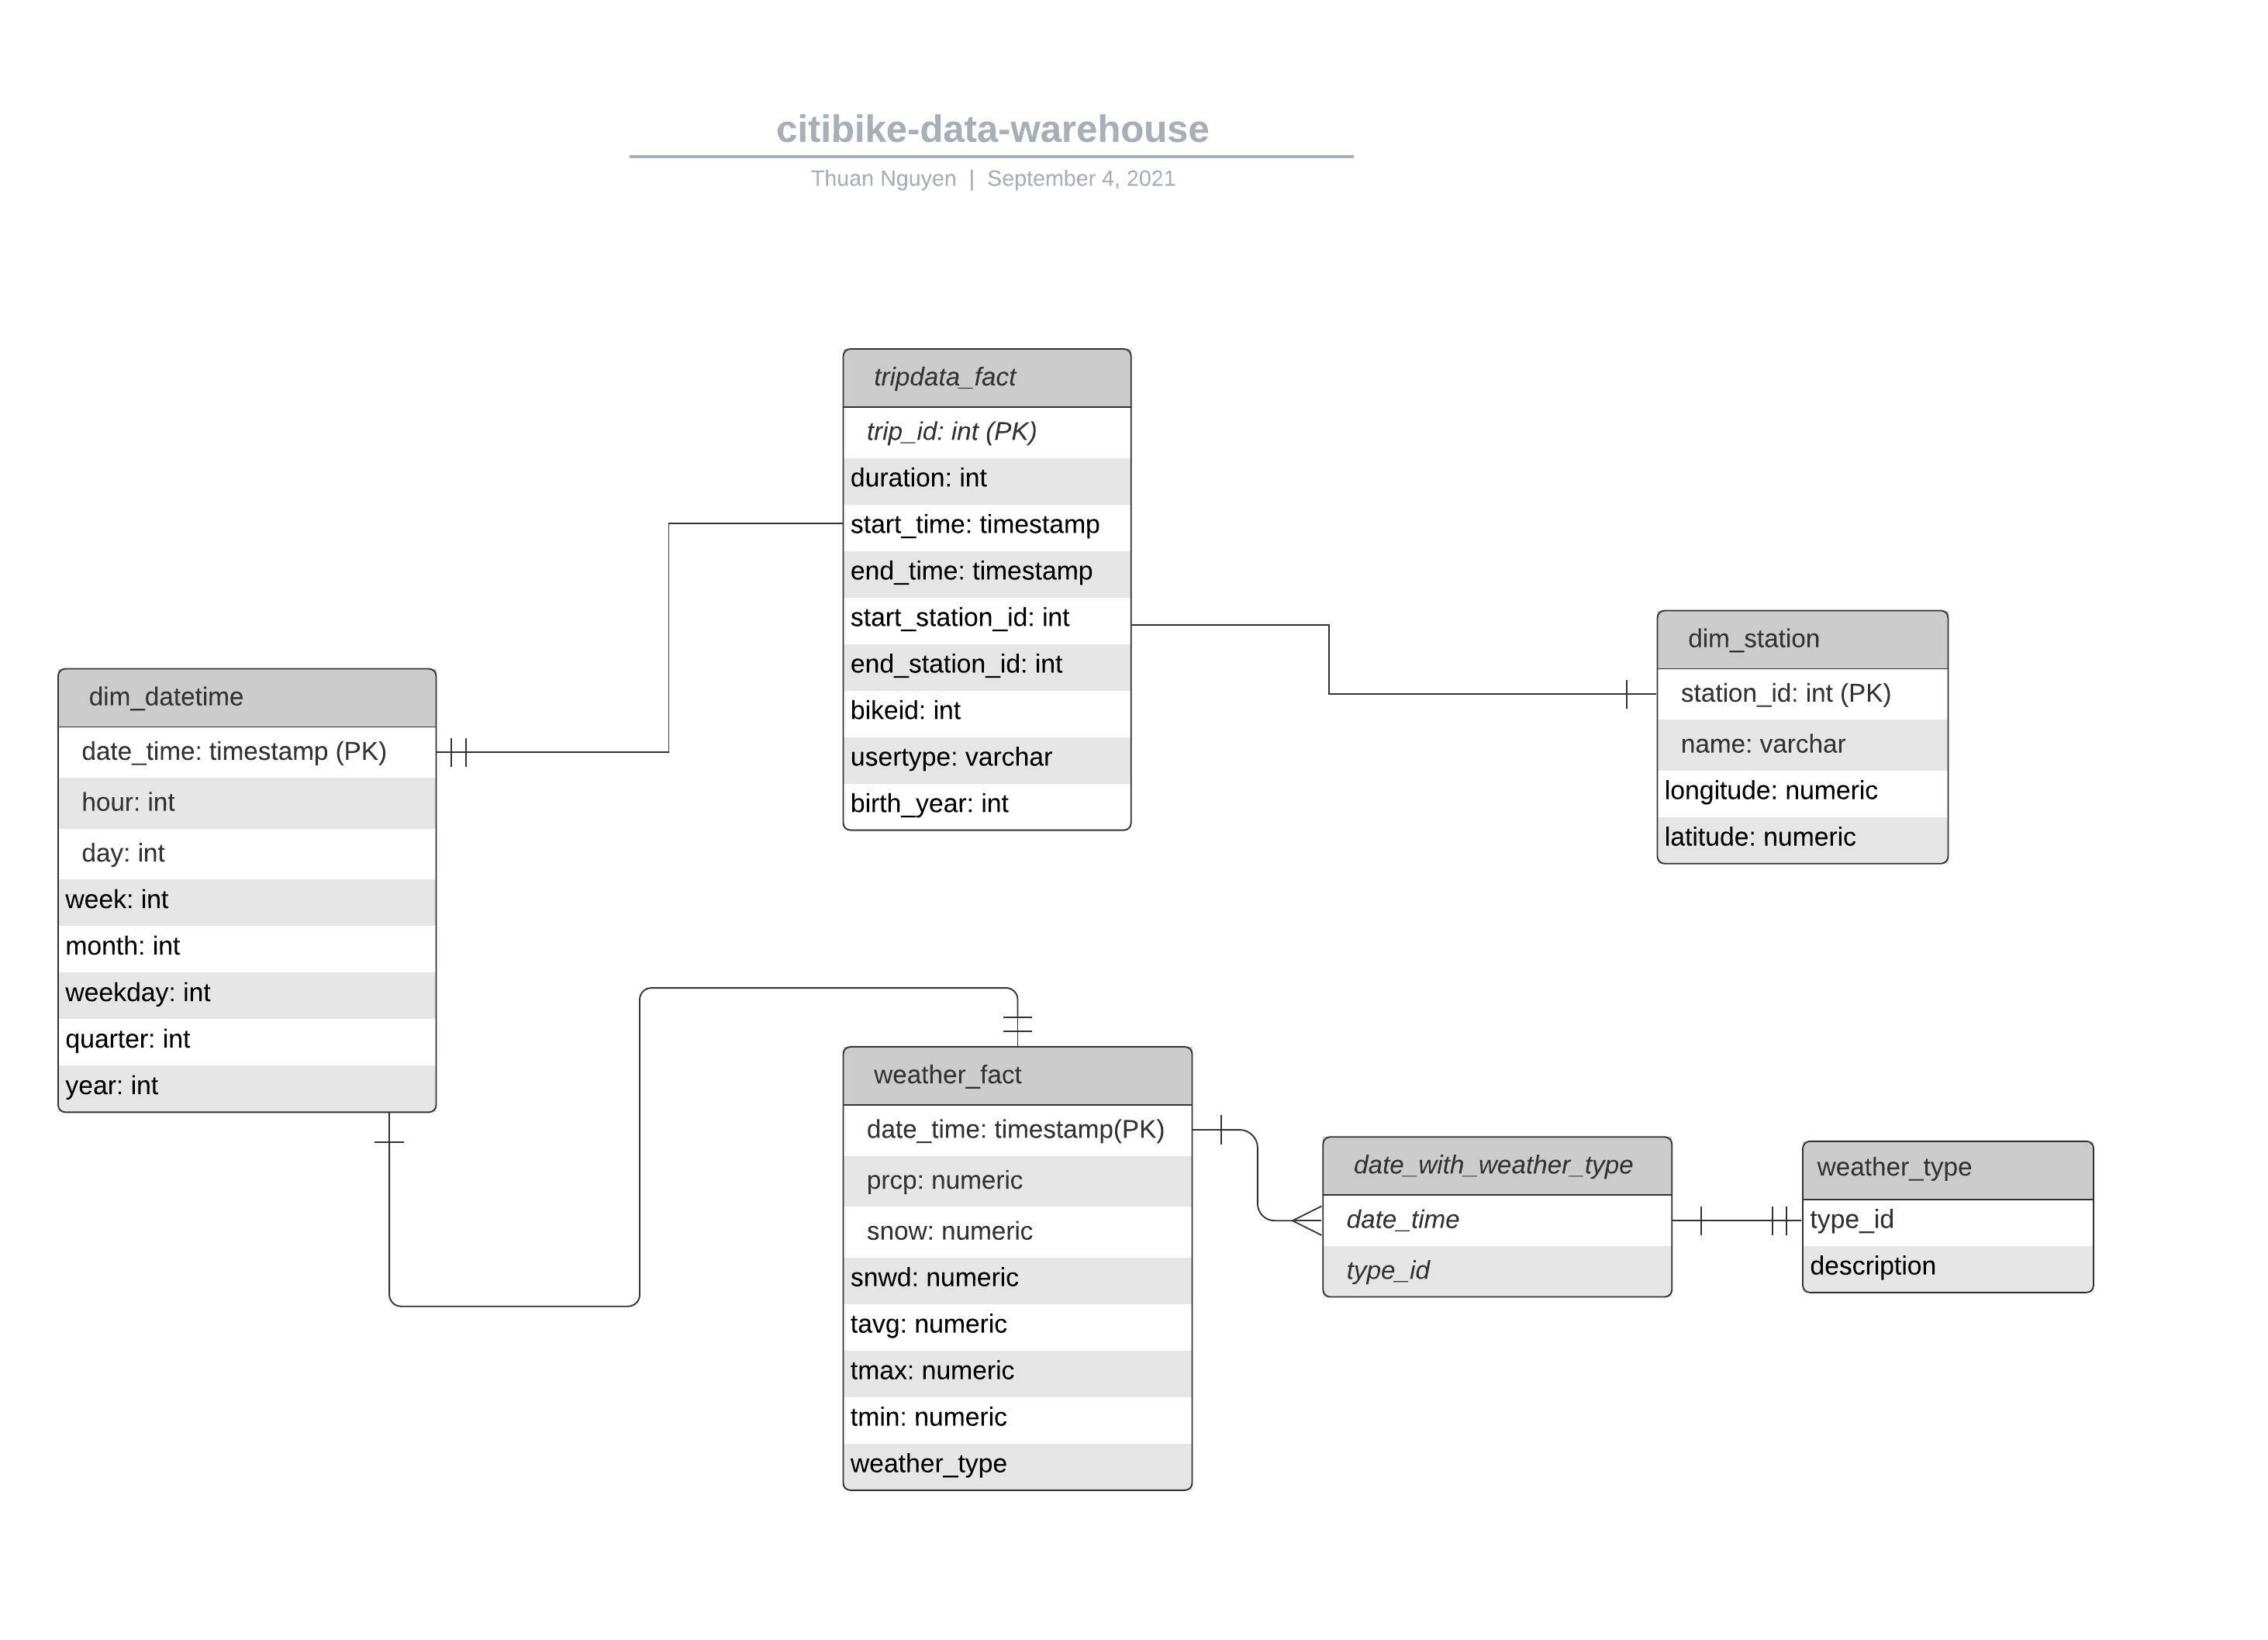 citibike-data-warehouse
Thuan Nguyen | September 4, 2021
tripdata_fact
trip_id: int (PK)
duration: int
start_time: timestamp
end_time: timestamp
start_station_id: int
end_station_id: int
bikeid: int
usertype: varchar
birth_year: int
dim_station
station_id: int (PK)
name: varchar
longitude: numeric
latitude: numeric
dim_datetime
date_time: timestamp (PK)
hour: int
day: int
week: int
month: int
weekday: int
quarter: int
year: int
weather_fact
date_time: timestamp(PK)
prcp: numeric
snow: numeric
snwd: numeric
tavg: numeric
tmax: numeric
tmin: numeric
weather_type
date_with_weather_type
date_time
type_id
weather_type
type_id
description